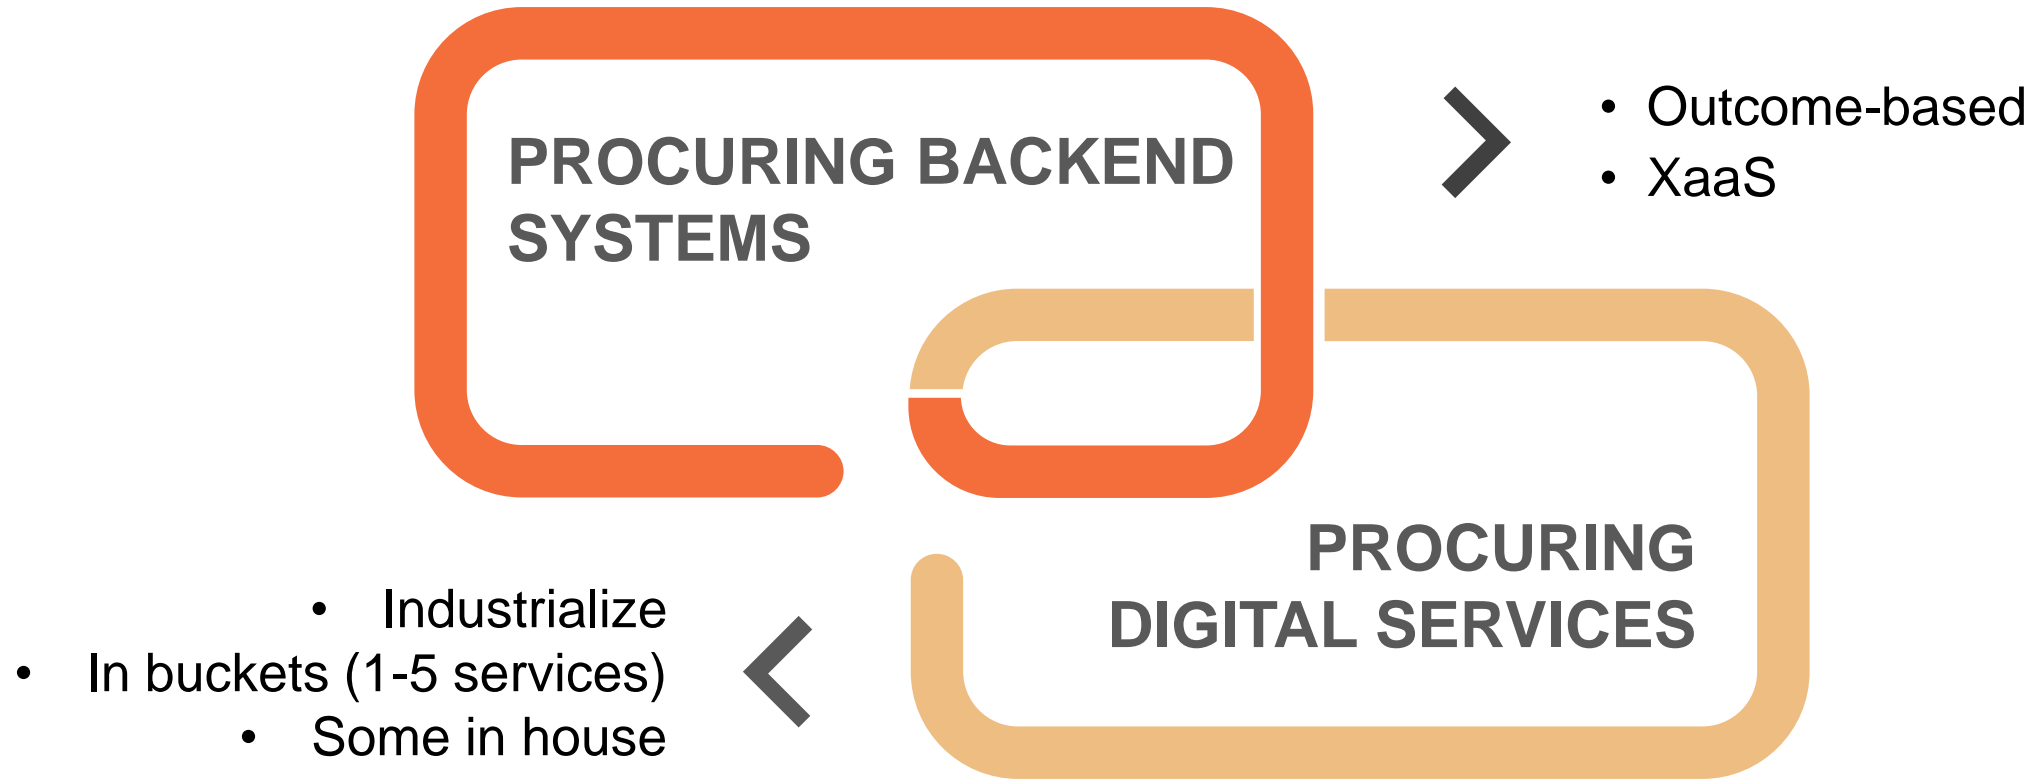 PROCURING BACKEND
SYSTEMS
• Outcome-based
• XaaS
PROCURING
DIGITAL SERVICES
• Industrialize
• In buckets (1-5 services)
• Some in house